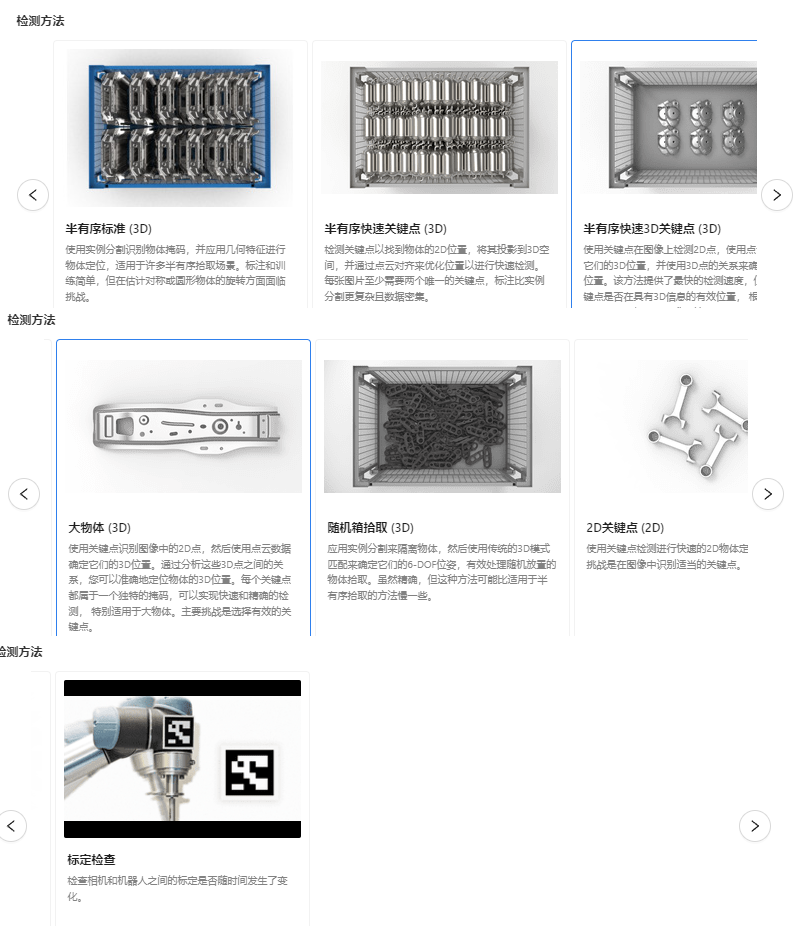 检测方法
半有序标准 (3D)
使用实例分割识别物体掩码，并应用几何特征进行
物体定位，适用于许多半有序拾取场景。标注和训
练简单，但在估计对称或圆形物体的旋转方面面临
挑战。
半有序快速关键点 (3D)
检测关键点以找到物体的2D位置，将其投影到3D空
间，并通过点云对齐来优化位置以进行快速检测。
每张图片至少需要两个唯一的关键点，标注比实例
分割更复杂且数据密集。
半有序快速3D关键点 (3D)
使用关键点在图像上检测2D点，使用点
它们的3D位置，并使用3D点的关系来确
位置。该方法提供了最快的检测速度，
键点是否在具有3D信息的有效位置，
检测方法
大物体 (3D)
使用关键点识别图像中的2D点，然后使用点云数据
确定它们的3D位置。通过分析这些3D点之间的关
系，您可以准确地定位物体的3D位置。每个关键点
都属于一个独特的掩码，可以实现快速和精确的检
测， 特别适用于大物体。主要挑战是选择有效的关
键点。
随机箱拾取 (3D)
应用实例分割来隔离物体，然后使用传统的3D模式
匹配来确定它们的6-DOF位姿，有效处理随机放置的
物体拾取。虽然精确，但这种方法可能比适用于半
有序拾取的方法慢一些。
2D关键点 (2D)
使用关键点检测进行快速的2D物体定
挑战是在图像中识别适当的关键点。
检测方法
标定检查
检查相机和机器人之间的标定是否随时间发生了变
化。